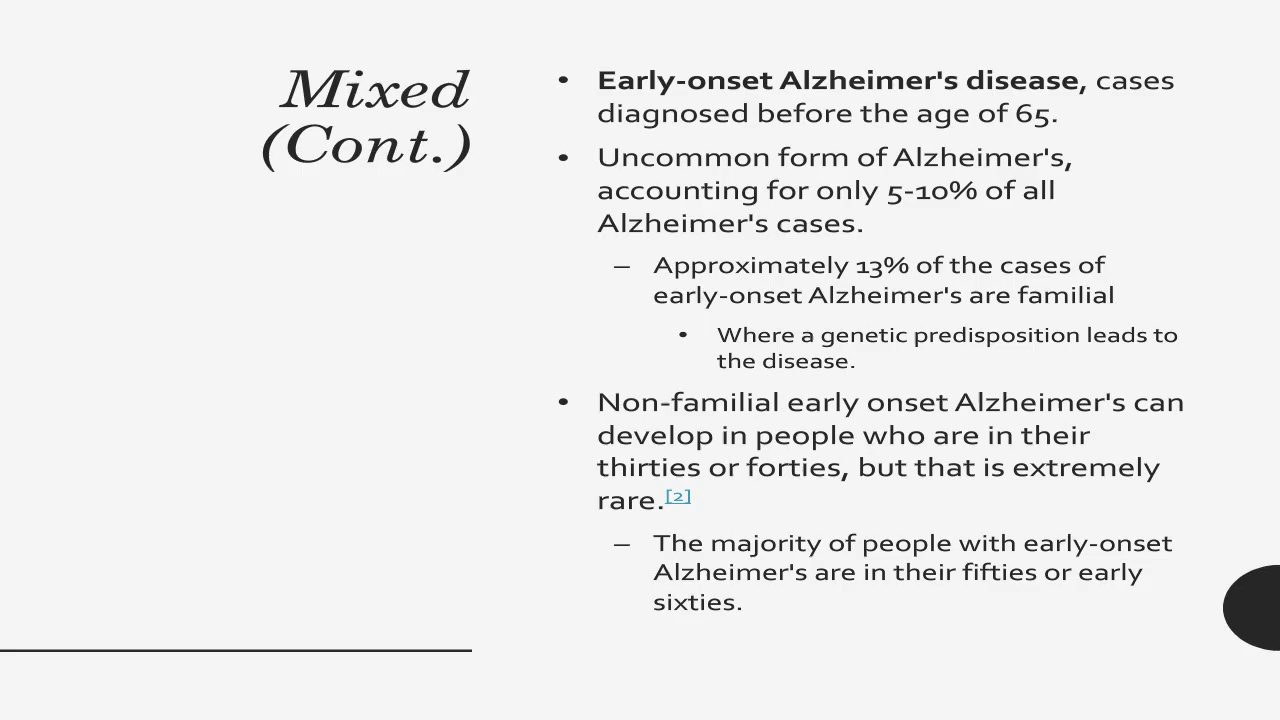 Mixed
(Cont.)
• Early-onset Alzheimer's disease, cases
diagnosed before the age of 65.
• Uncommon form of Alzheimer's,
accounting for only 5-10% of all
Alzheimer's cases.
– Approximately 13% of the cases of
early-onset Alzheimer's are familial
• Where a genetic predisposition leads to
the disease.
• Non-familial early onset Alzheimer's can
develop in people who are in their
thirties or forties, but that is extremely
rare.[2]
– The majority of people with early-onset
Alzheimer's are in their fifties or early
sixties.